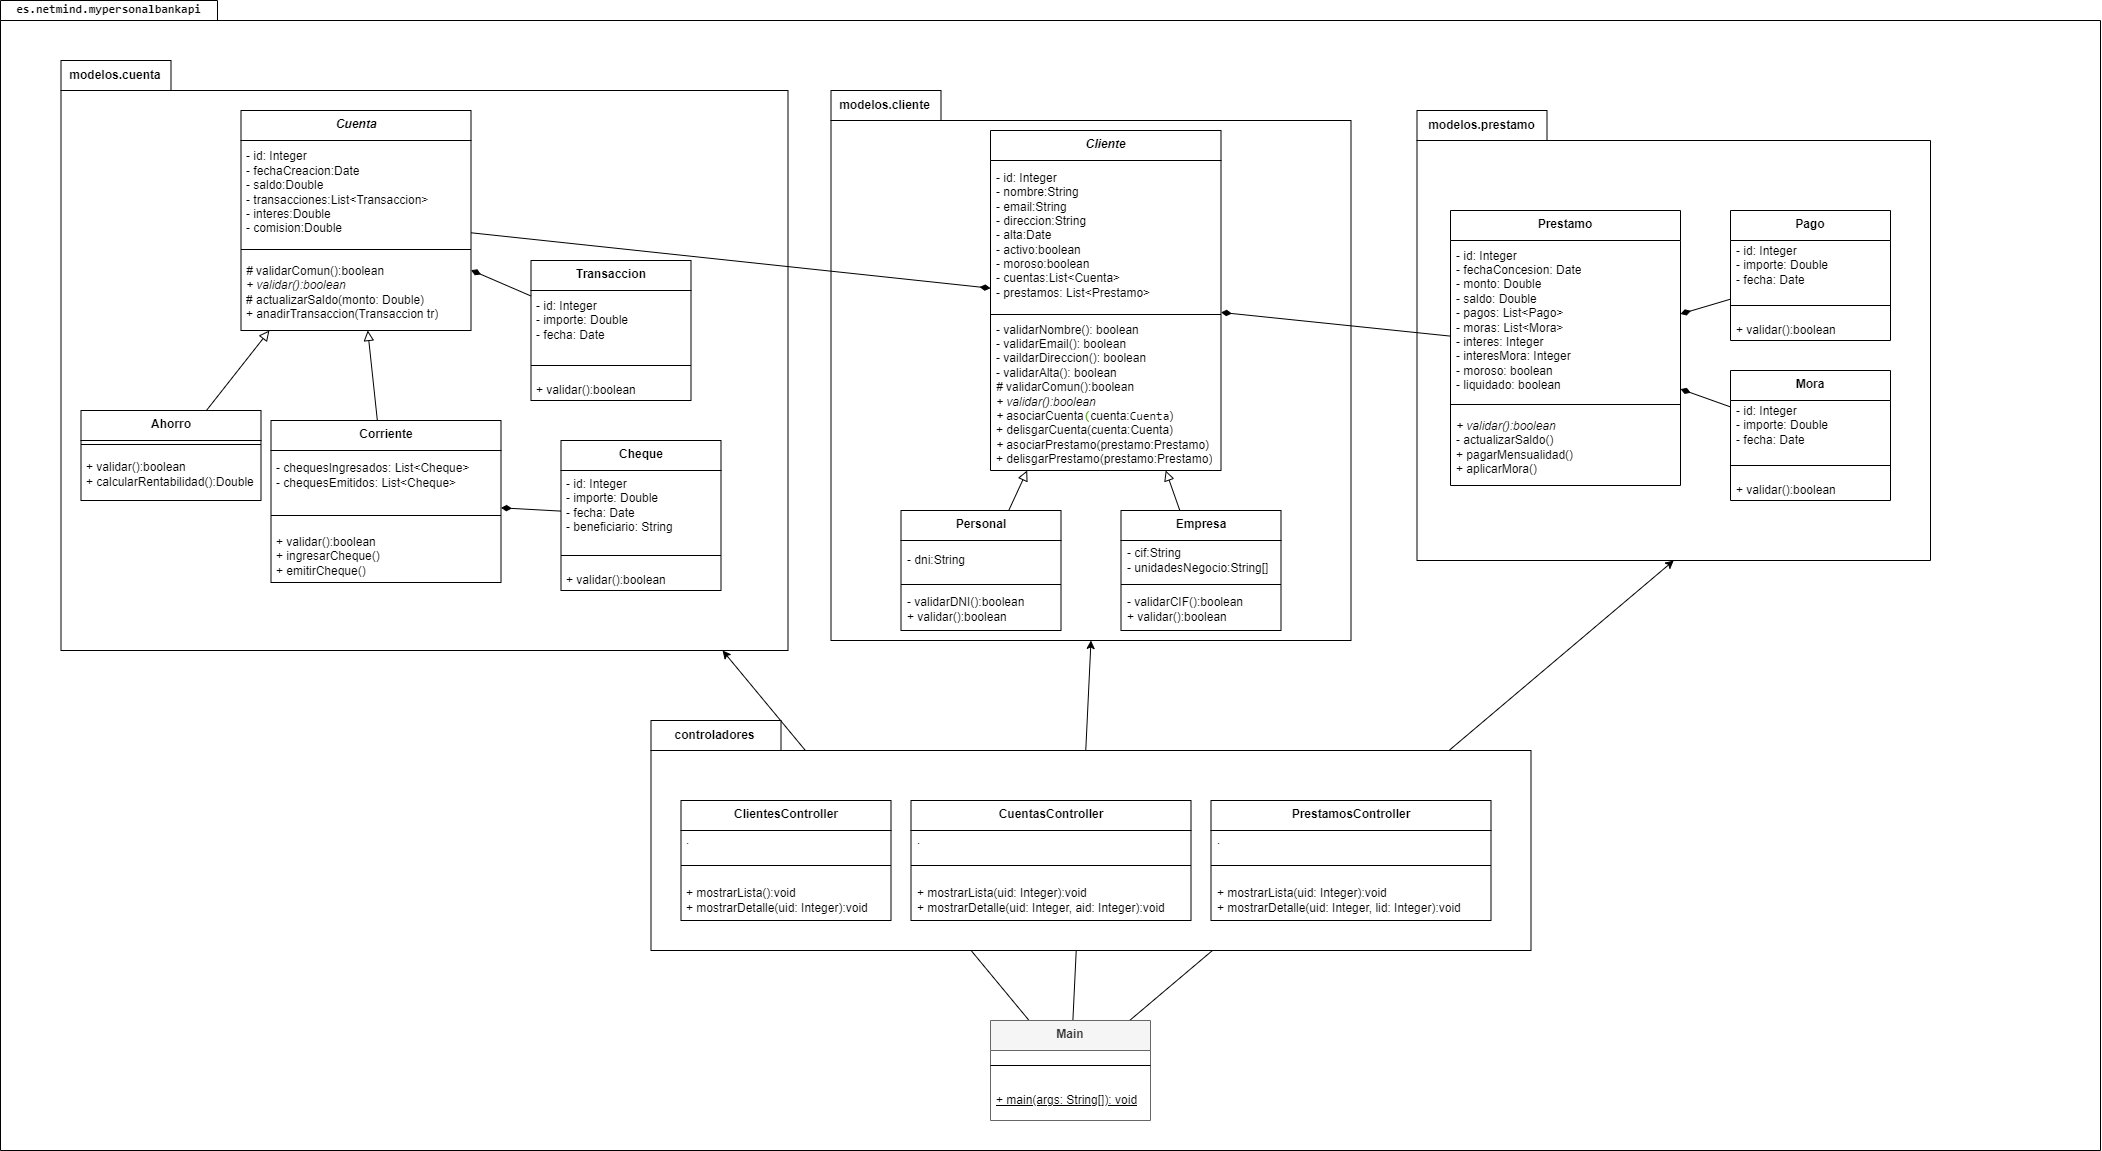 es.netmind.mypersonalbankapi
modelos.cuenta
Cuenta
- id: Integer
- fechaCreacion:Date
- saldo:Double
- transacciones:List<Transaccion>
- interes:Double
- comision:Double
# validarComun():boolean
+ validar():boolean
# actualizarSaldo(monto: Double)
+ anadirTransaccion(Transaccion tr)
Transaccion
- id: Integer
- importe: Double
- fecha: Date
+ validar():boolean
Ahorro
+ validar():boolean
+ calcularRentabilidad():Double
Corriente
- chequesIngresados: List<Cheque>
- chequesEmitidos: List<Cheque>
+ validar():boolean
+ ingresarCheque()
+ emitirCheque()
Cheque
- id: Integer
- importe: Double
- fecha: Date
- beneficiario: String
+ validar():boolean
modelos.cliente
Cliente
- id: Integer
- nombre:String
- email:String
- direccion:String
- alta:Date
- activo:boolean
- moroso:boolean
- cuentas:List<Cuenta>
- prestamos: List<Prestamo>
- validarNombre(): boolean
- validarEmail(): boolean
- vaildarDireccion(): boolean
- validarAlta(): boolean
# validarComun():boolean
+ validar():boolean
+ asociarCuenta(cuenta:Cuenta)
+ delisgarCuenta(cuenta:Cuenta)
+ asociarPrestamo(prestamo:Prestamo)
+ delisgarPrestamo(prestamo:Prestamo)
Personal
- dni:String
- validarDNI():boolean
+ validar():boolean
Empresa
- cif:String
- unidadesNegocio:String[]
- validarCIF():boolean
+ validar():boolean
modelos.prestamo
Prestamo
- id: Integer
- fechaConcesion: Date
- monto: Double
- saldo: Double
- pagos: List<Pago>
- moras: List<Mora>
- interes: Integer
- interesMora: Integer
- moroso: boolean
- liquidado: boolean
+ validar():boolean
- actualizarSaldo()
+ pagarMensualidad()
+ aplicarMora()
Pago
- id: Integer
- importe: Double
- fecha: Date
+ validar():boolean
Mora
- id: Integer
- importe: Double
- fecha: Date
+ validar():boolean
controladores
ClientesController
.
+ mostrarLista():void
+ mostrarDetalle(uid: Integer):void
CuentasController
.
+ mostrarLista(uid: Integer):void
+ mostrarDetalle(uid: Integer, aid: Integer):void
PrestamosController
.
+ mostrarLista(uid: Integer):void
+ mostrarDetalle(uid: Integer, lid: Integer):void
Main
+ main(args: String[]): void